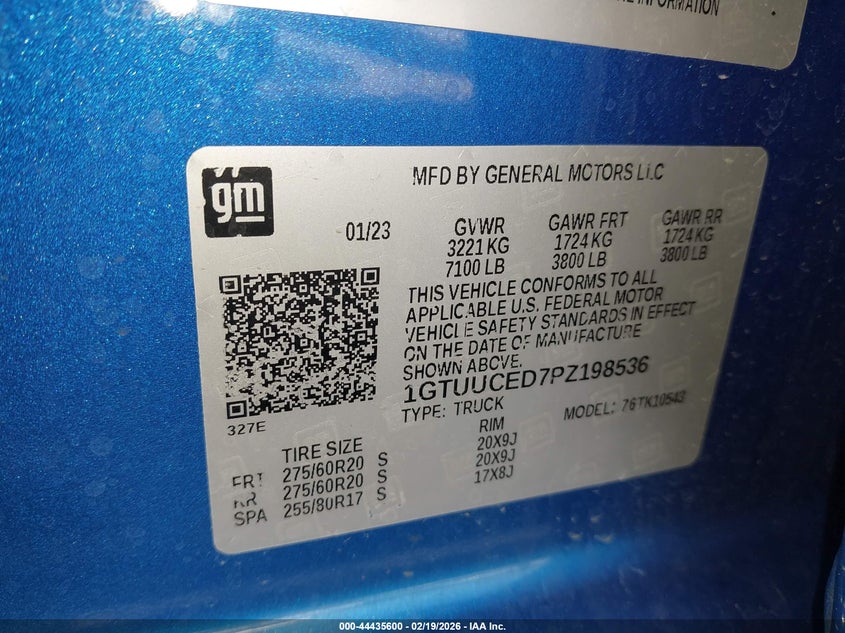 INFORMATION
gm
MFD BY GENERAL MOTORS LLC
01/23
GVWR GAWR FRT GAWR RR
3221 KG 1724 KG 1724 KG
7100 LB 3800 LB 3800 LB
THIS VEHICLE CONFORMS TO ALL
APPLICABLE U.S. FEDERAL MOTOR
VEHICLE SAFETY STANDARDS IN EFFECT
ON THE DATE OF MANUFACTURE
SHOWN ABOVE.
1GTUUCED7PZ198536
TYPE: TRUCK MODEL: 76TK10543
327E
TIRE SIZE RIM
FRT 275/60R20 S 20X9J
RR 275/60R20 S 20X9J
SPA 255/80R17 S 17X8J
000-44435600 - 02/19/2026 - IAA Inc.